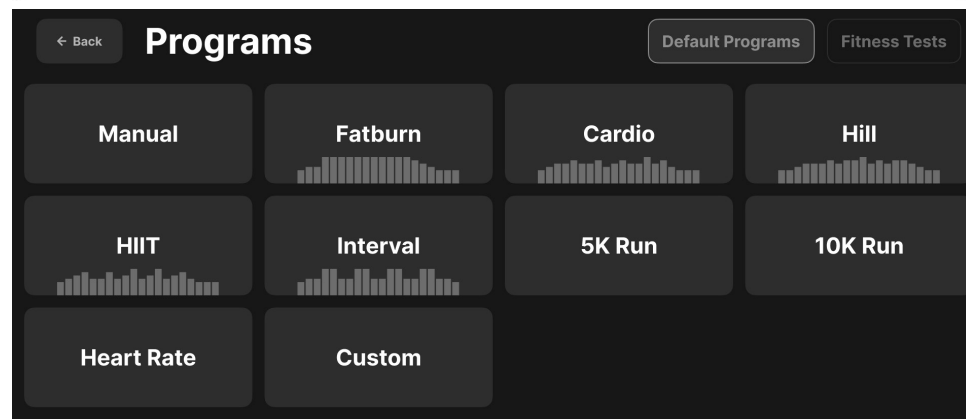 ← Back
Programs
Default Programs
Fitness Tests
Manual
Fatburn
Cardio
Hill
HIIT
Interval
5K Run
10K Run
Heart Rate
Custom